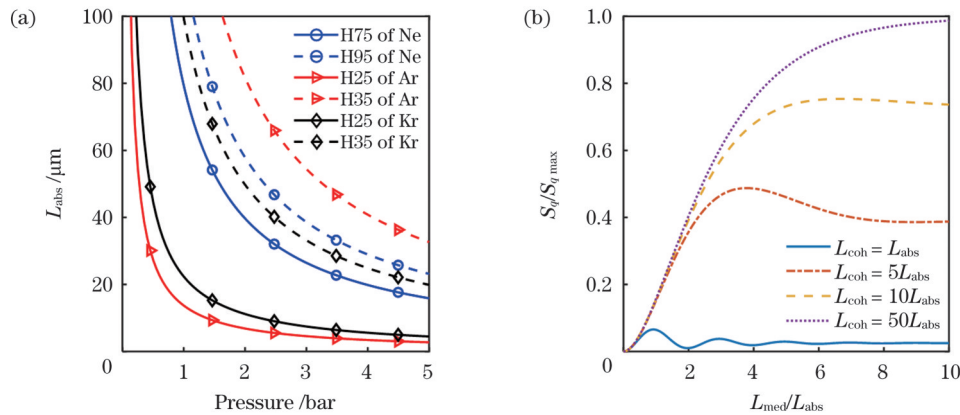 (a)
100
80
60
40
20
0
L_abs /μm
1
2
3
4
5
Pressure /bar
H75 of Ne
H95 of Ne
H25 of Ar
H35 of Ar
H25 of Kr
H35 of Kr
(b)
1.0
0.8
0.6
0.4
0.2
0
S_q/S_q max
2
4
6
8
10
L_med/L_abs
L_coh = L_abs
L_coh = 5L_abs
L_coh = 10L_abs
L_coh = 50L_abs